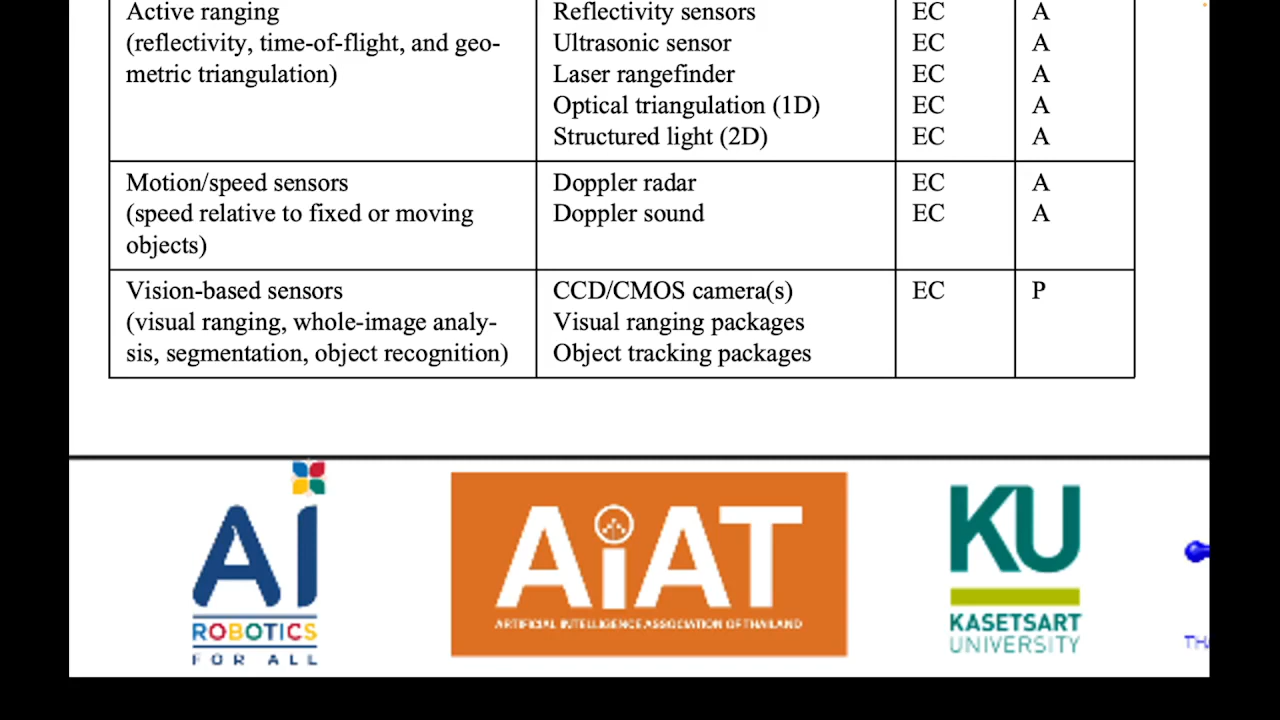 Active ranging
(reflectivity, time-of-flight, and geo-
metric triangulation)
Reflectivity sensors
Ultrasonic sensor
Laser rangefinder
Optical triangulation (1D)
Structured light (2D)
EC
EC
EC
EC
EC
A
A
A
A
A
Motion/speed sensors
(speed relative to fixed or moving
objects)
Doppler radar
Doppler sound
EC
EC
A
A
Vision-based sensors
(visual ranging, whole-image analy-
sis, segmentation, object recognition)
CCD/CMOS camera(s)
Visual ranging packages
Object tracking packages
EC
P
AI
ROBOTICS
FOR ALL
AiAT
ARTIFICIAL INTELLIGENCE ASSOCIATION OF THAILAND
KU
KASETSART
UNIVERSITY
TH